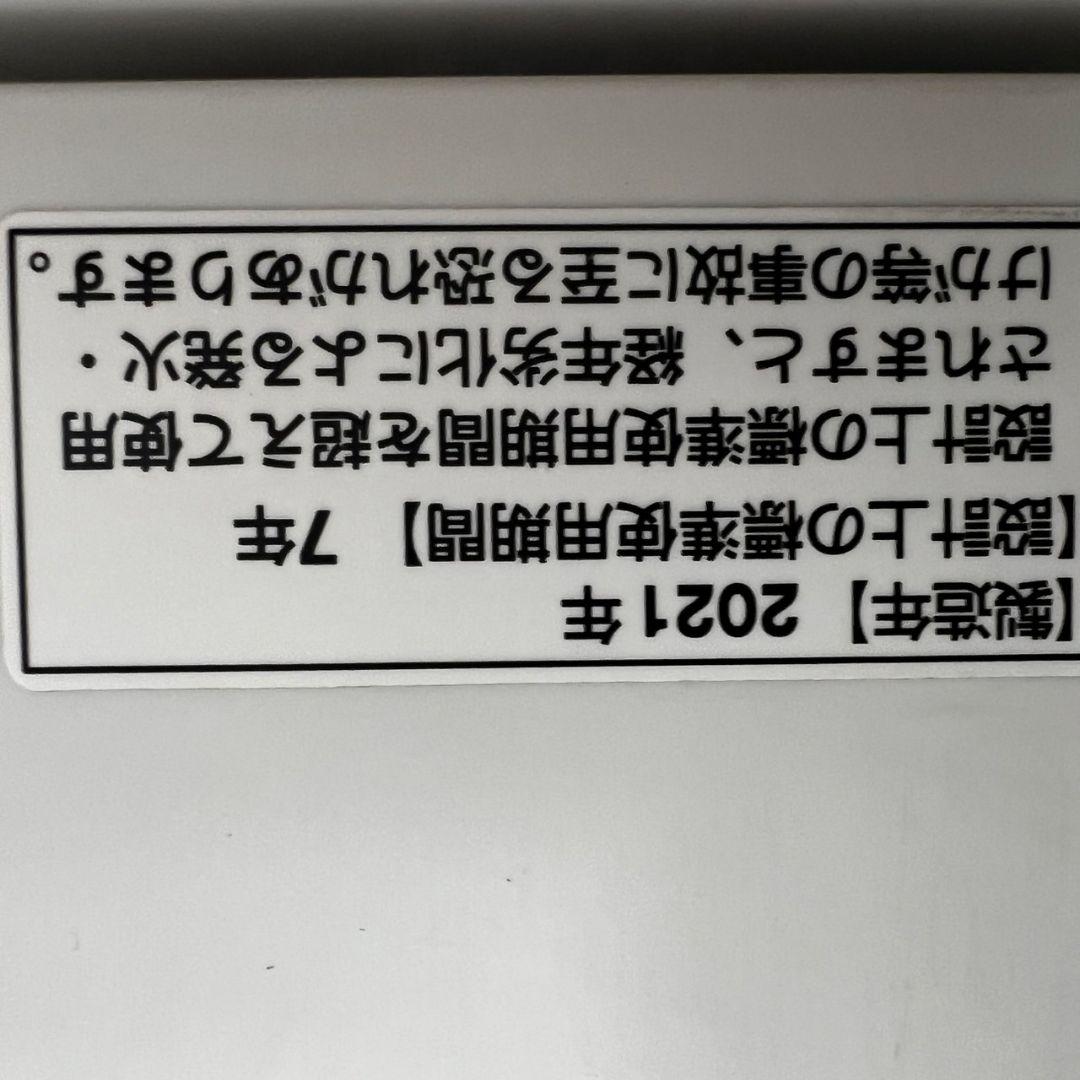 【製造年】 2021年
【設計上の標準使用期間】 7年
設計上の標準使用期間を超えて使用
されますと、経年劣化による発火・
けが等の事故に至る恐れがあります。